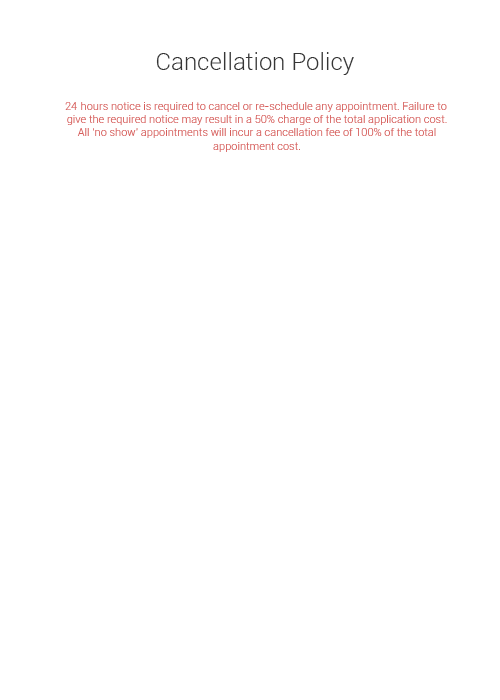 Cancellation Policy
24 hours notice is required to cancel or re-schedule any appointment. Failure to
give the required notice may result in a 50% charge of the total application cost.
All 'no show' appointments will incur a cancellation fee of 100% of the total
appointment cost.